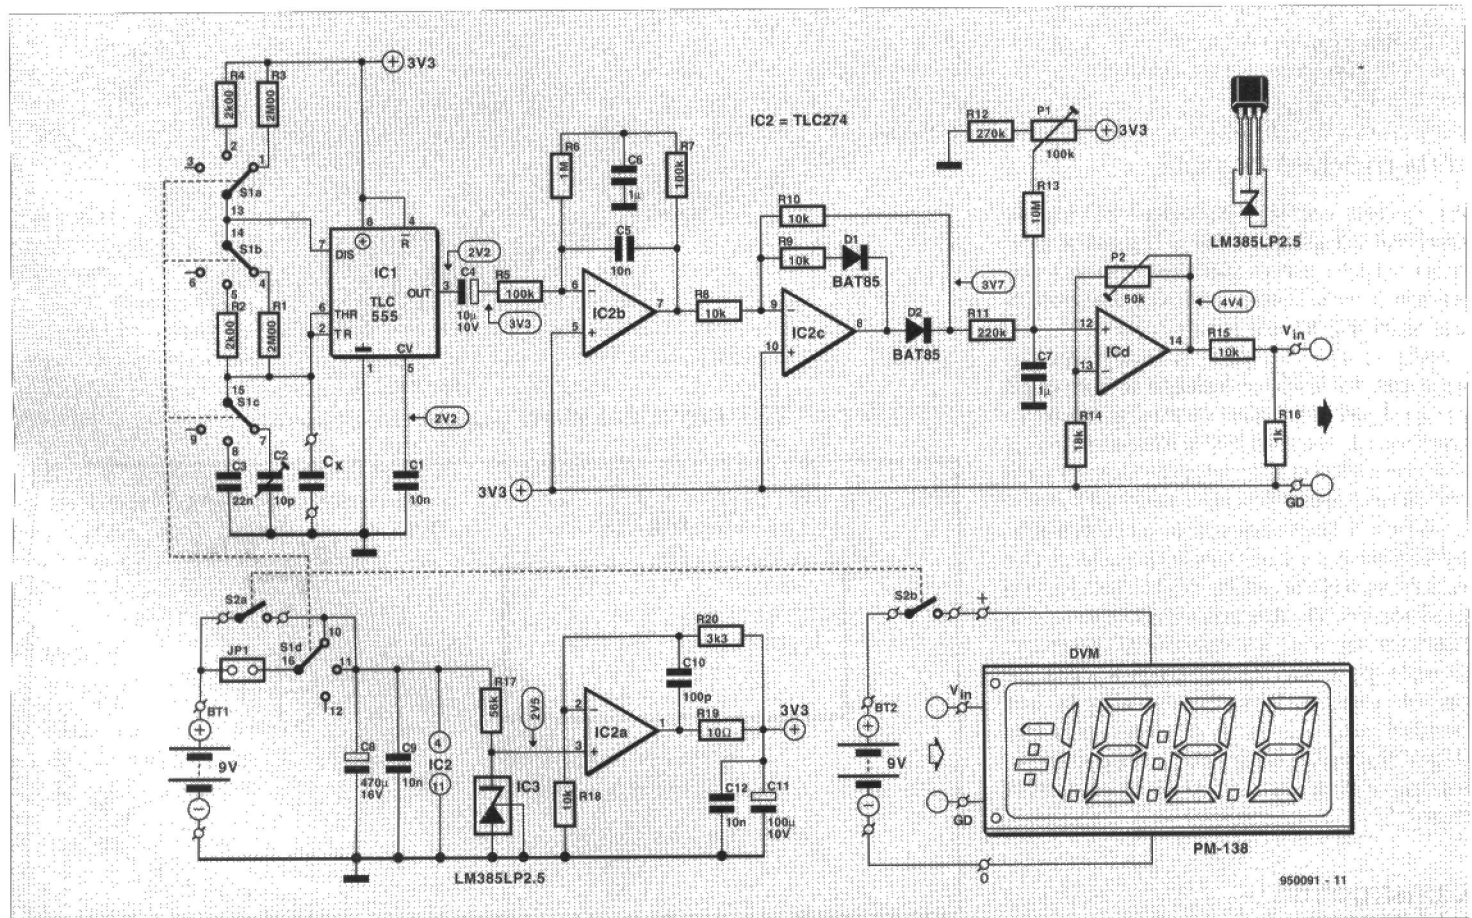 3V3
R4
2k00
R3
2M00
2
3
1
S1a
13
14
S1b
6
5
4
R2
2k00
R1
2M00
15
S1c
9
8
7
C3
22n
C2
10p
Cx
C1
10n
8
4
R
7
DIS
IC1
TLC
555
OUT
3
6
THR
2
TR
CV
1
5
2V2
2V2
C4
10µ
10V
3V3
R5
100k
R6
1M
C6
1µ
R7
100k
C5
10n
6
5
7
IC2b
R8
10k
IC2 = TLC274
R10
10k
R9
10k
D1
BAT85
9
10
8
IC2c
D2
BAT85
3V7
R11
220k
R12
270k
P1
100k
3V3
R13
10M
C7
1µ
P2
50k
12
13
14
ICd
4V4
R14
18k
R15
10k
Vin
R16
1k
GD
3V3
LM385LP2.5
S2a
JP1
S1d
16
10
11
12
BT1
9V
C8
470µ
16V
C9
10n
4
IC2
11
R17
56k
2V5
IC3
LM385LP2.5
2
3
1
IC2a
R18
10k
R20
3k3
C10
100p
R19
10Ω
3V3
C12
10n
C11
100µ
10V
S2b
+
BT2
9V
DVM
Vin
GD
0
PM-138
950091 - 11